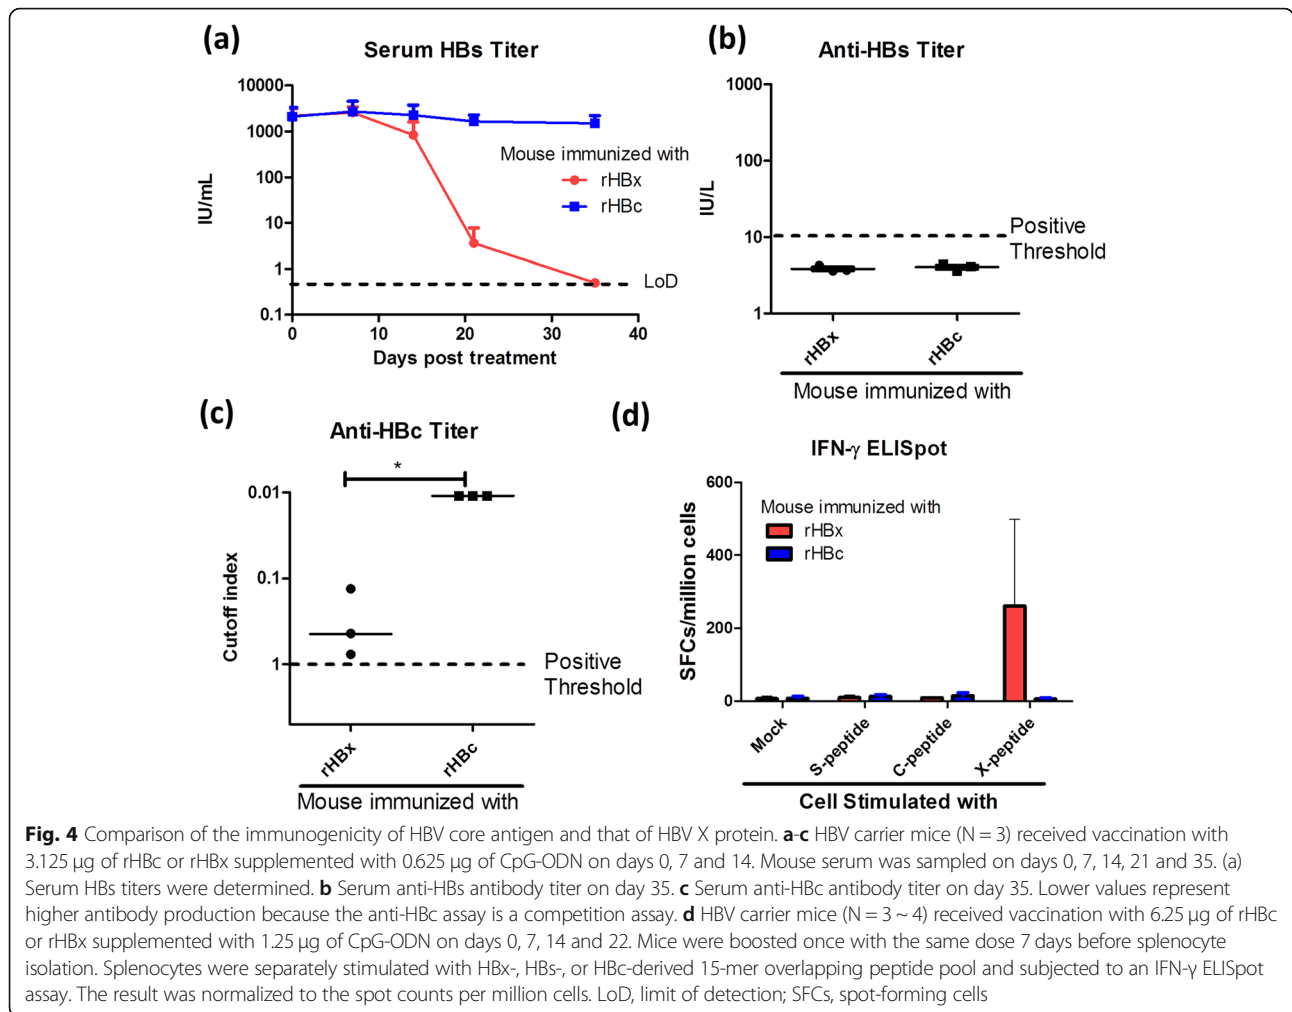 (a)
Serum HBs Titer
10000
1000
100
10
1
0.1
IU/mL
Mouse immunized with
rHBx
rHBc
LoD
0
10
20
30
40
Days post treatment
(b)
Anti-HBs Titer
1000
100
10
1
IU/L
Positive
Threshold
rHBx
rHBc
Mouse immunized with
(c)
Anti-HBc Titer
*
0.01
0.1
1
Cutoff index
Positive
Threshold
rHBx
rHBc
Mouse immunized with
(d)
IFN-γ ELISpot
600
400
200
0
SFCs/million cells
Mouse immunized with
rHBx
rHBc
Mock
S-peptide
C-peptide
X-peptide
Cell Stimulated with
Fig. 4 Comparison of the immunogenicity of HBV core antigen and that of HBV X protein. a-c HBV carrier mice (N = 3) received vaccination with
3.125 μg of rHBc or rHBx supplemented with 0.625 μg of CpG-ODN on days 0, 7 and 14. Mouse serum was sampled on days 0, 7, 14, 21 and 35. (a)
Serum HBs titers were determined. b Serum anti-HBs antibody titer on day 35. c Serum anti-HBc antibody titer on day 35. Lower values represent
higher antibody production because the anti-HBc assay is a competition assay. d HBV carrier mice (N = 3 ~ 4) received vaccination with 6.25 μg of rHBc
or rHBx supplemented with 1.25 μg of CpG-ODN on days 0, 7, 14 and 22. Mice were boosted once with the same dose 7 days before splenocyte
isolation. Splenocytes were separately stimulated with HBx-, HBs-, or HBc-derived 15-mer overlapping peptide pool and subjected to an IFN-γ ELISpot
assay. The result was normalized to the spot counts per million cells. LoD, limit of detection; SFCs, spot-forming cells